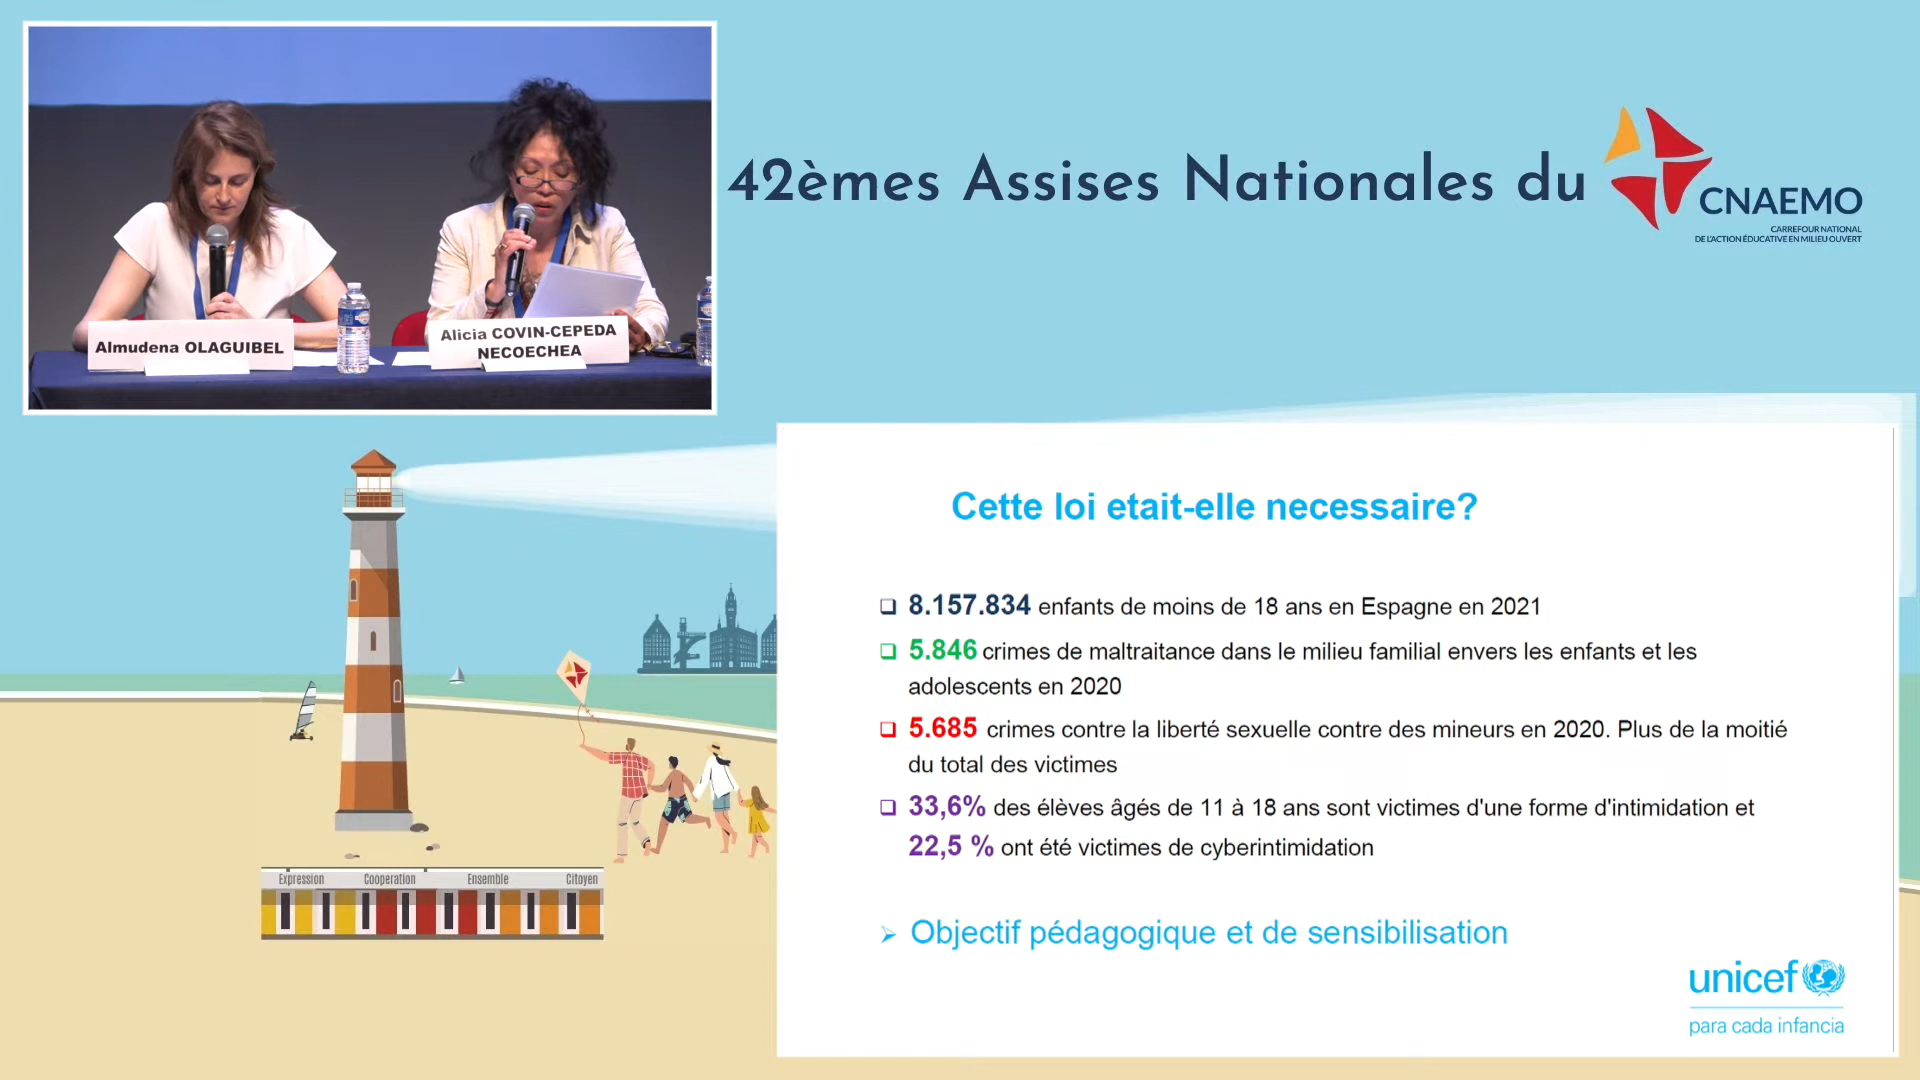 42èmes Assises Nationales du
CNAEMO
CARREFOUR NATIONAL
DE L'ACTION ÉDUCATIVE EN MILIEU OUVERT
Almudena OLAGUIBEL
Alicia COVIN-CEPEDA
NECOECHEA
Cette loi etait-elle necessaire?
8.157.834 enfants de moins de 18 ans en Espagne en 2021
5.846 crimes de maltraitance dans le milieu familial envers les enfants et les
adolescents en 2020
5.685 crimes contre la liberté sexuelle contre des mineurs en 2020. Plus de la moitié
du total des victimes
33,6% des élèves âgés de 11 à 18 ans sont victimes d'une forme d'intimidation et
22,5 % ont été victimes de cyberintimidation
Objectif pédagogique et de sensibilisation
unicef
para cada infancia
Expression Cooperation Ensemble Citoyen